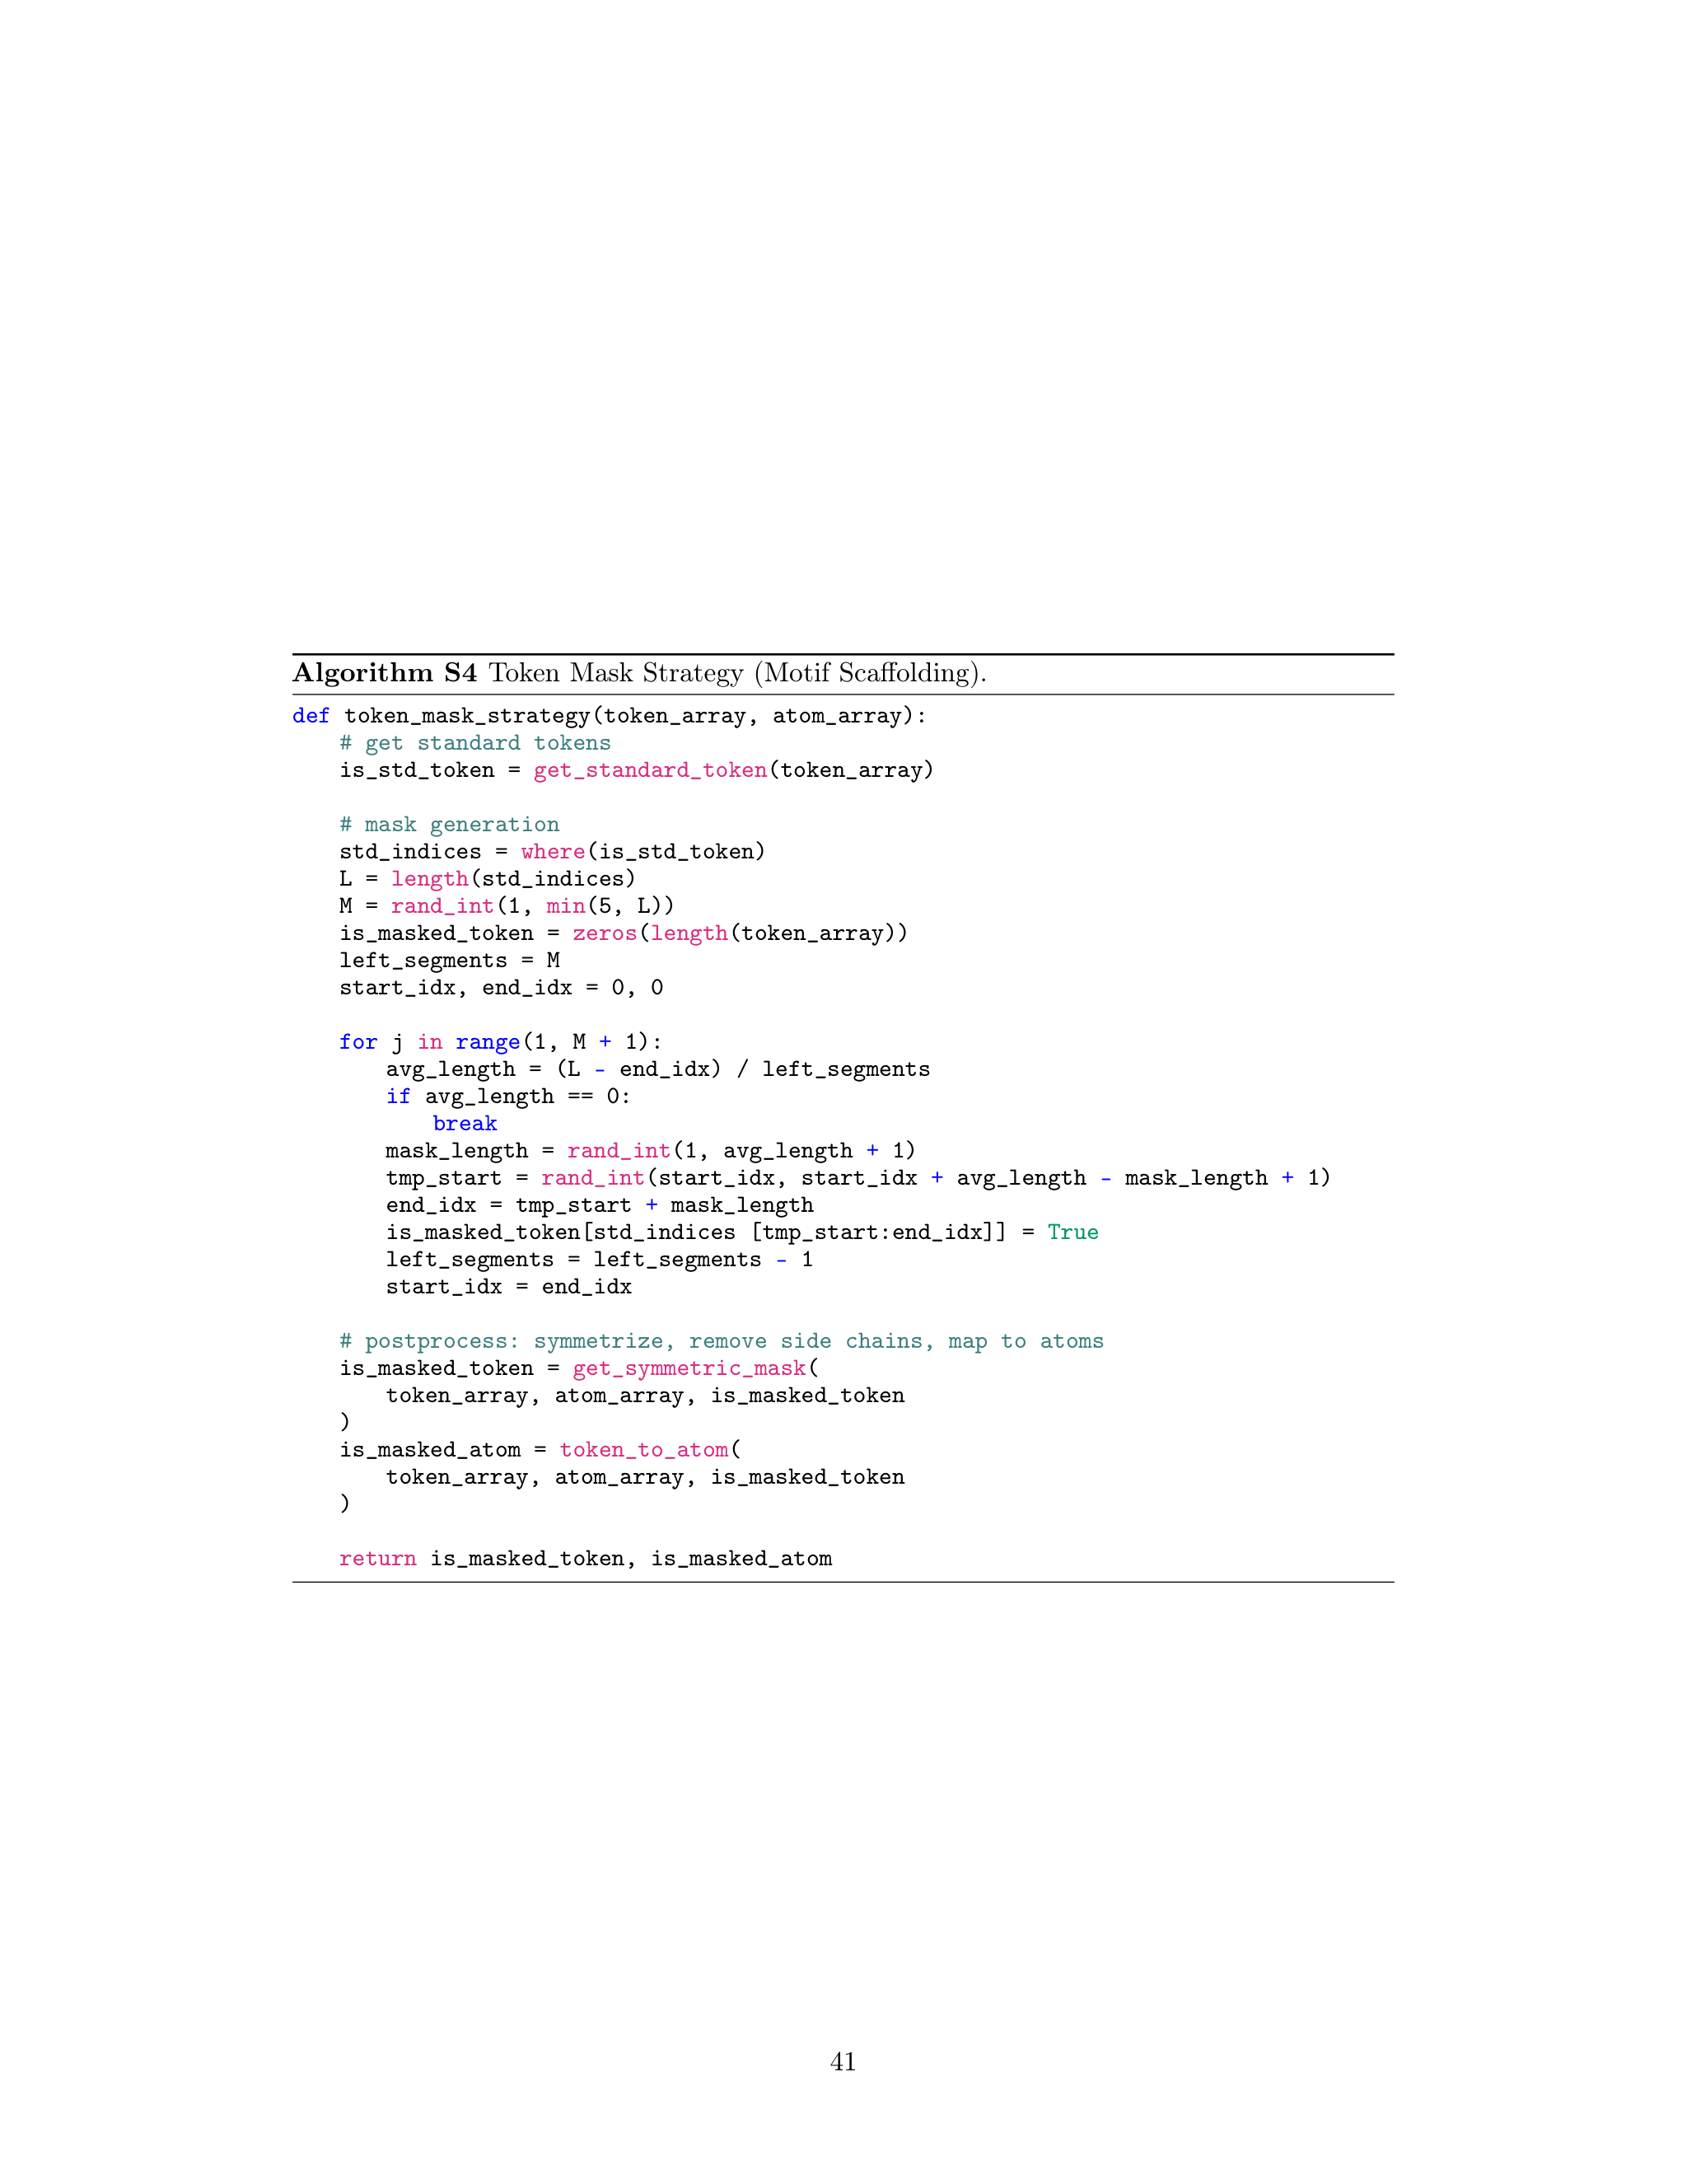 Algorithm S4 Token Mask Strategy (Motif Scaffolding).
def token_mask_strategy(token_array, atom_array):
# get standard tokens
is_std_token = get_standard_token(token_array)
# mask generation
std_indices = where(is_std_token)
L = length(std_indices)
M = rand_int(1, min(5, L))
is_masked_token = zeros(length(token_array))
left_segments = M
start_idx, end_idx = 0, 0
for j in range(1, M + 1):
avg_length = (L - end_idx) / left_segments
if avg_length == 0:
break
mask_length = rand_int(1, avg_length + 1)
tmp_start = rand_int(start_idx, start_idx + avg_length - mask_length + 1)
end_idx = tmp_start + mask_length
is_masked_token[std_indices [tmp_start:end_idx]] = True
left_segments = left_segments - 1
start_idx = end_idx
# postprocess: symmetrize, remove side chains, map to atoms
is_masked_token = get_symmetric_mask(
token_array, atom_array, is_masked_token
)
is_masked_atom = token_to_atom(
token_array, atom_array, is_masked_token
)
return is_masked_token, is_masked_atom
41